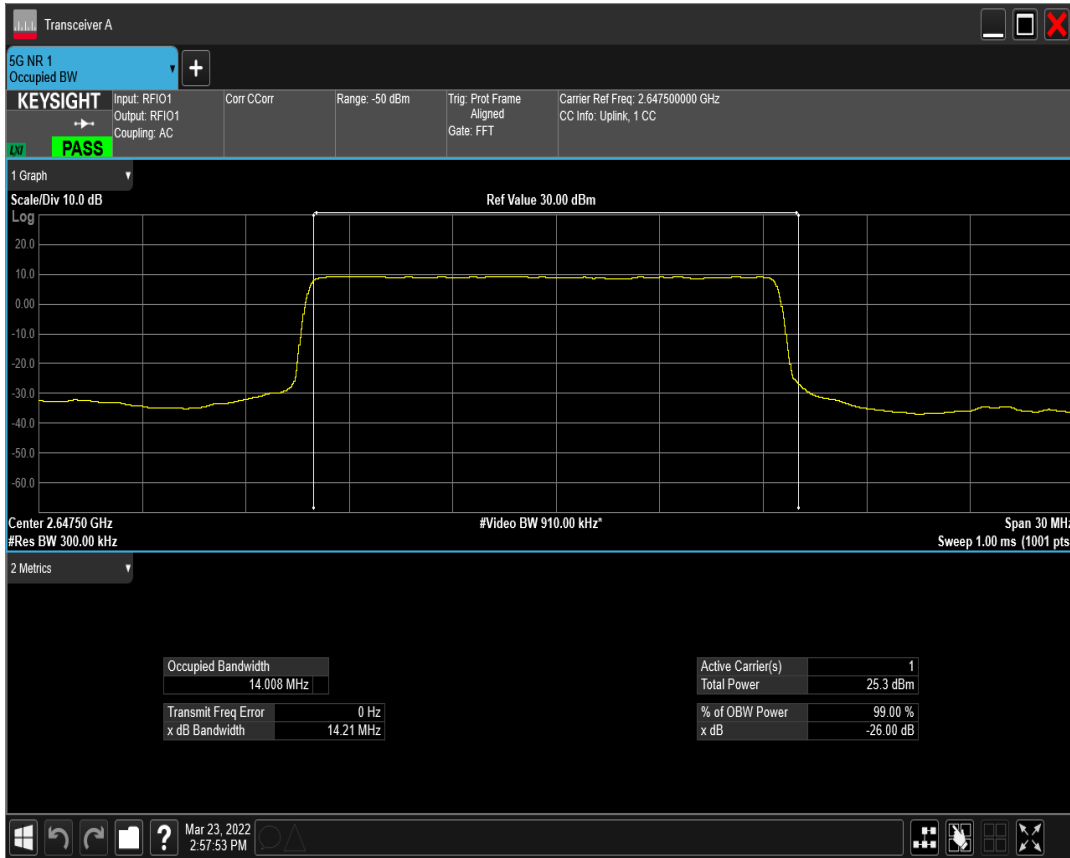 Transceiver A
5G NR 1
Occupied BW
KEYSIGHT
LXI
PASS
Input: RFIO1
Output: RFIO1
Coupling: AC
Corr CCorr
Range: -50 dBm
Trig: Prot Frame
Aligned
Gate: FFT
Carrier Ref Freq: 2.647500000 GHz
CC Info: Uplink, 1 CC
1 Graph
Scale/Div 10.0 dB
Ref Value 30.00 dBm
Log
20.0
10.0
0.00
-10.0
-20.0
-30.0
-40.0
-50.0
-60.0
Center 2.64750 GHz
#Video BW 910.00 kHz*
Span 30 MHz
#Res BW 300.00 kHz
Sweep 1.00 ms (1001 pts
2 Metrics
Occupied Bandwidth
14.008 MHz
Transmit Freq Error 0 Hz
x dB Bandwidth 14.21 MHz
Active Carrier(s) 1
Total Power 25.3 dBm
% of OBW Power 99.00 %
x dB -26.00 dB
?
Mar 23, 2022
2:57:53 PM